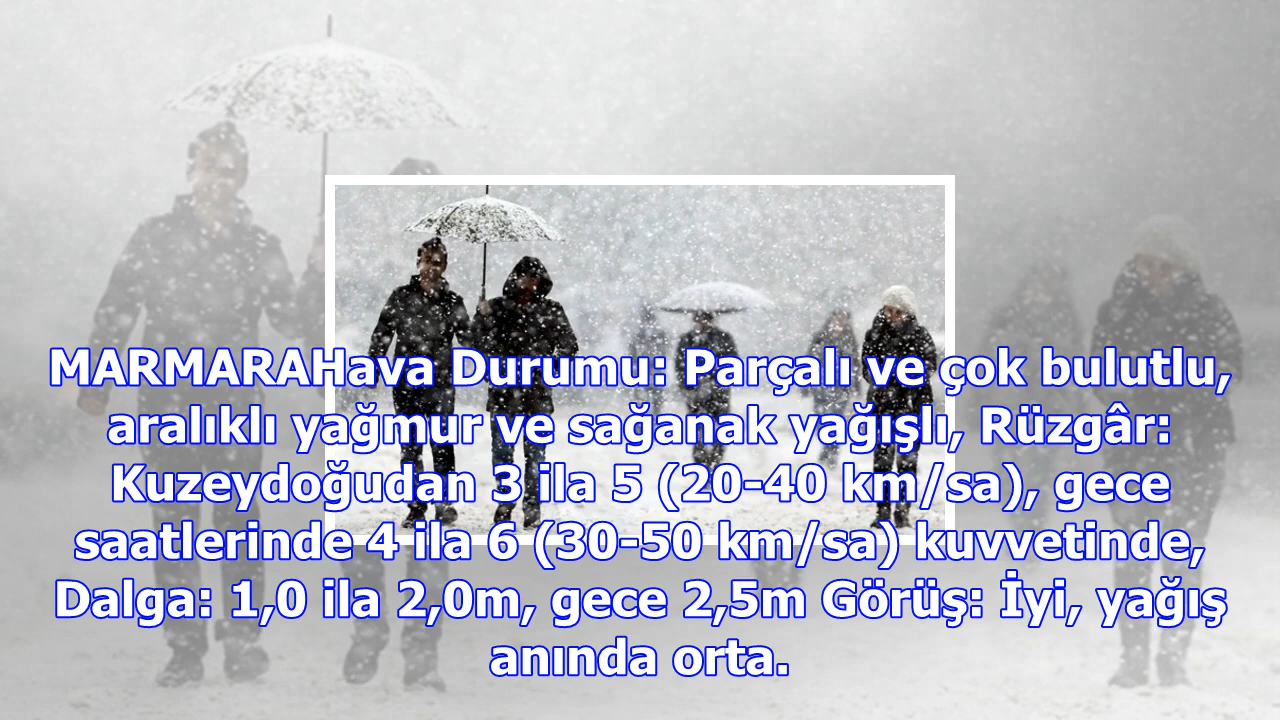 MARMARAHava Durumu: Parçalı ve çok bulutlu,
aralıklı yağmur ve sağanak yağışlı, Rüzgâr:
Kuzeydoğudan 3 ila 5 (20-40 km/sa), gece
saatlerinde 4 ila 6 (30-50 km/sa) kuvvetinde,
Dalga: 1,0 ila 2,0m, gece 2,5m Görüş: İyi, yağış
anında orta.